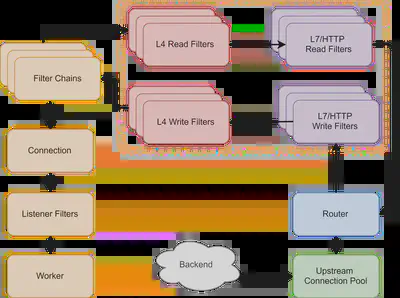 L4 Read Filters
L7/HTTP
Read Filters
Filter Chains
L4 Write Filters
L7/HTTP
Write Filters
Connection
Listener Filters
Router
Worker
Backend
Upstream
Connection Pool